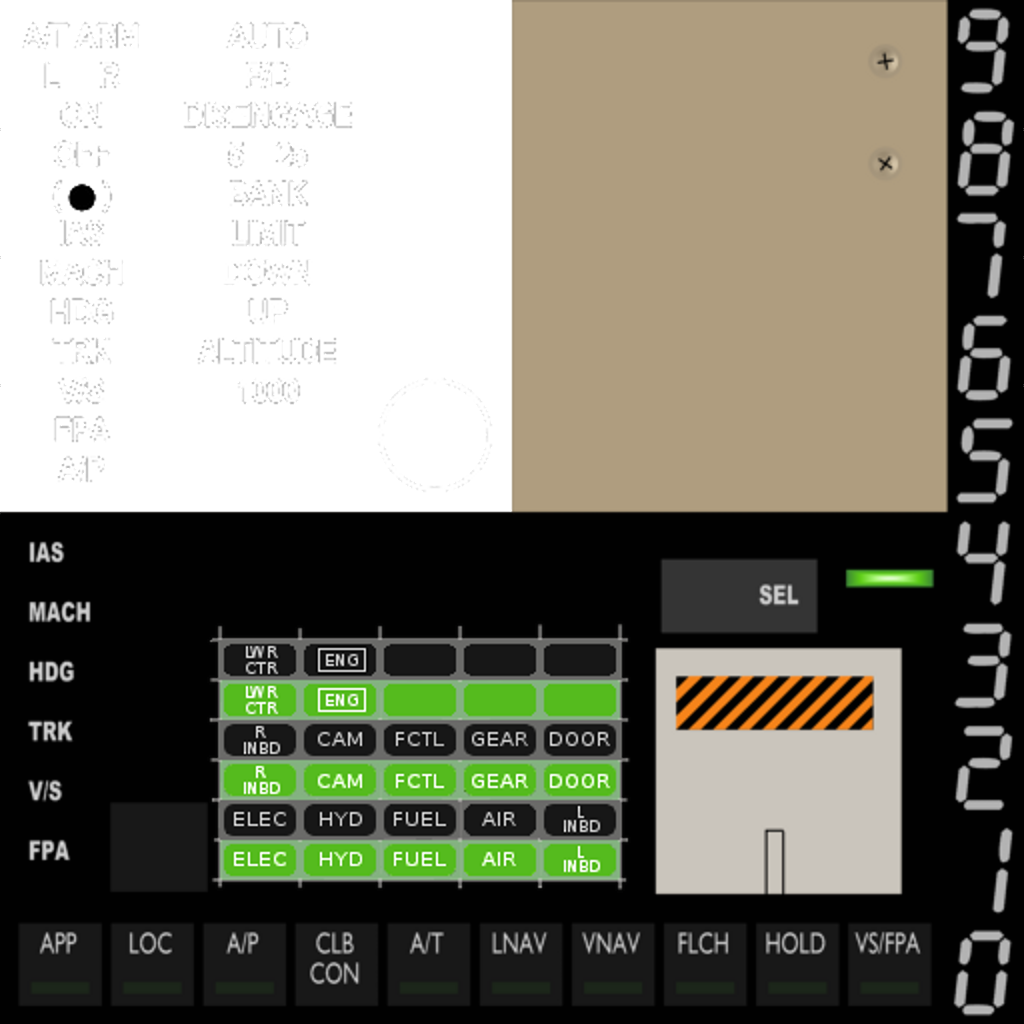 A/T ARM
L R
ON
OFF
IAS
MACH
HDG
TRK
V/S
FPA
A/P
AUTO
DISENGAGE
25
BANK
LIMIT
DOWN
UP
ALTITUDE
1000
IAS
MACH
HDG
TRK
V/S
FPA
LWR CTR ENG
LWR CTR ENG
R INBD CAM FCTL GEAR DOOR
R INBD CAM FCTL GEAR DOOR
ELEC HYD FUEL AIR L INBD
ELEC HYD FUEL AIR L INBD
SEL
APP LOC A/P CLB CON A/T LNAV VNAV FLCH HOLD VS/FPA
9
8
7
6
5
4
3
2
1
0